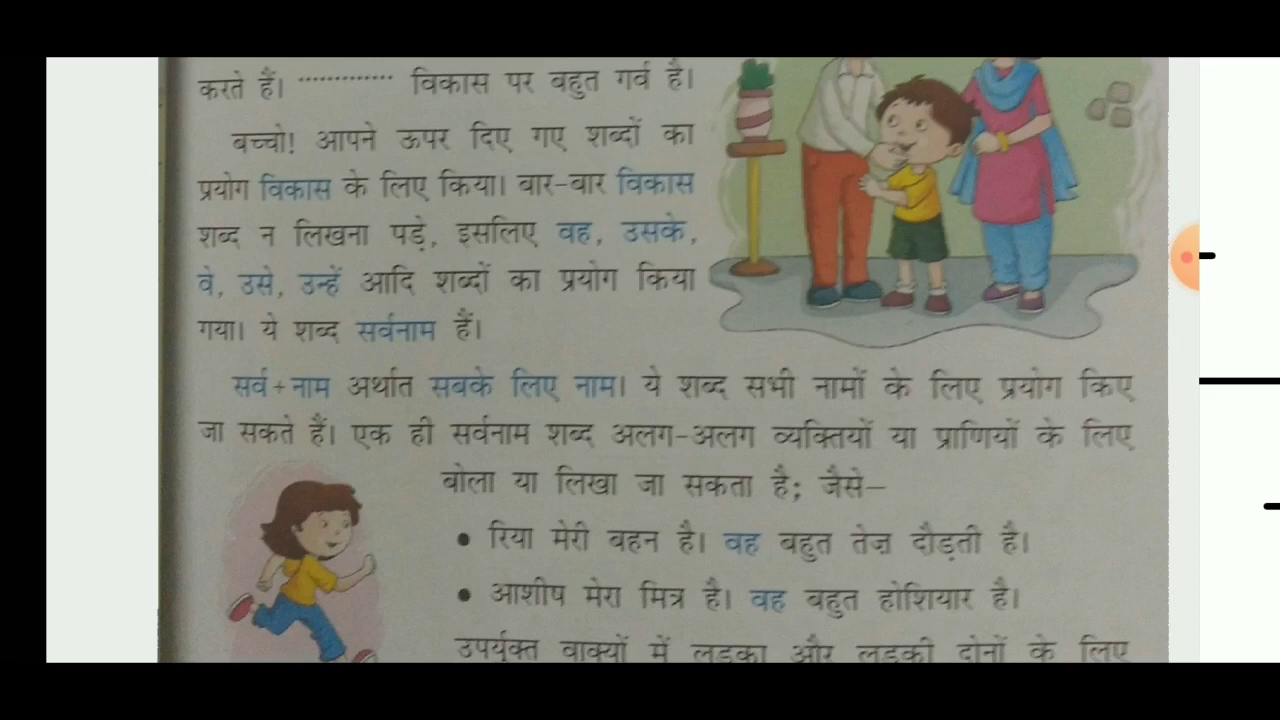 करते हैं। ............. विकास पर बहुत गर्व है।
बच्चो! आपने ऊपर दिए गए शब्दों का
प्रयोग विकास के लिए किया। बार-बार विकास
शब्द न लिखना पड़े, इसलिए वह, उसके,
वे, उसे, उन्हें आदि शब्दों का प्रयोग किया
गया। ये शब्द सर्वनाम हैं।
सर्व+नाम अर्थात सबके लिए नाम। ये शब्द सभी नामों के लिए प्रयोग किए
जा सकते हैं। एक ही सर्वनाम शब्द अलग-अलग व्यक्तियों या प्राणियों के लिए
बोला या लिखा जा सकता है; जैसे—
• रिया मेरी बहन है। वह बहुत तेज़ दौड़ती है।
• आशीष मेरा मित्र है। वह बहुत होशियार है।
उपर्युक्त वाक्यों में लड़का और लड़की दोनों के लिए